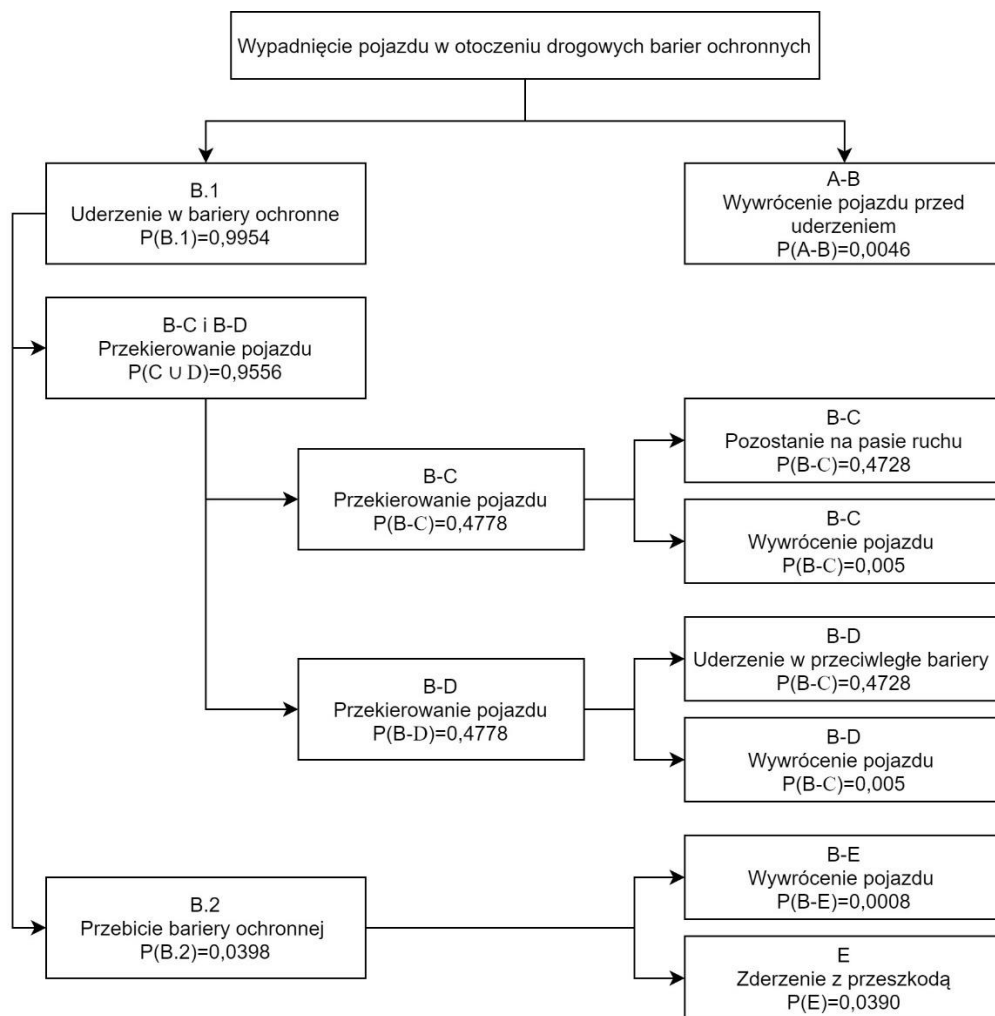 Wypadnięcie pojazdu w otoczeniu drogowych barier ochronnych
B.1
Uderzenie w bariery ochronne
P(B.1)=0,9954
A-B
Wywrócenie pojazdu przed
uderzeniem
P(A-B)=0,0046
B-C i B-D
Przekierowanie pojazdu
P(C ∪ D)=0,9556
B-C
Pozostanie na pasie ruchu
P(B-C)=0,4728
B-C
Przekierowanie pojazdu
P(B-C)=0,4778
B-C
Wywrócenie pojazdu
P(B-C)=0,005
B-D
Uderzenie w przeciwległe bariery
P(B-C)=0,4728
B-D
Przekierowanie pojazdu
P(B-D)=0,4778
B-D
Wywrócenie pojazdu
P(B-C)=0,005
B-E
Wywrócenie pojazdu
P(B-E)=0,0008
B.2
Przebicie bariery ochronnej
P(B.2)=0,0398
E
Zderzenie z przeszkodą
P(E)=0,0390